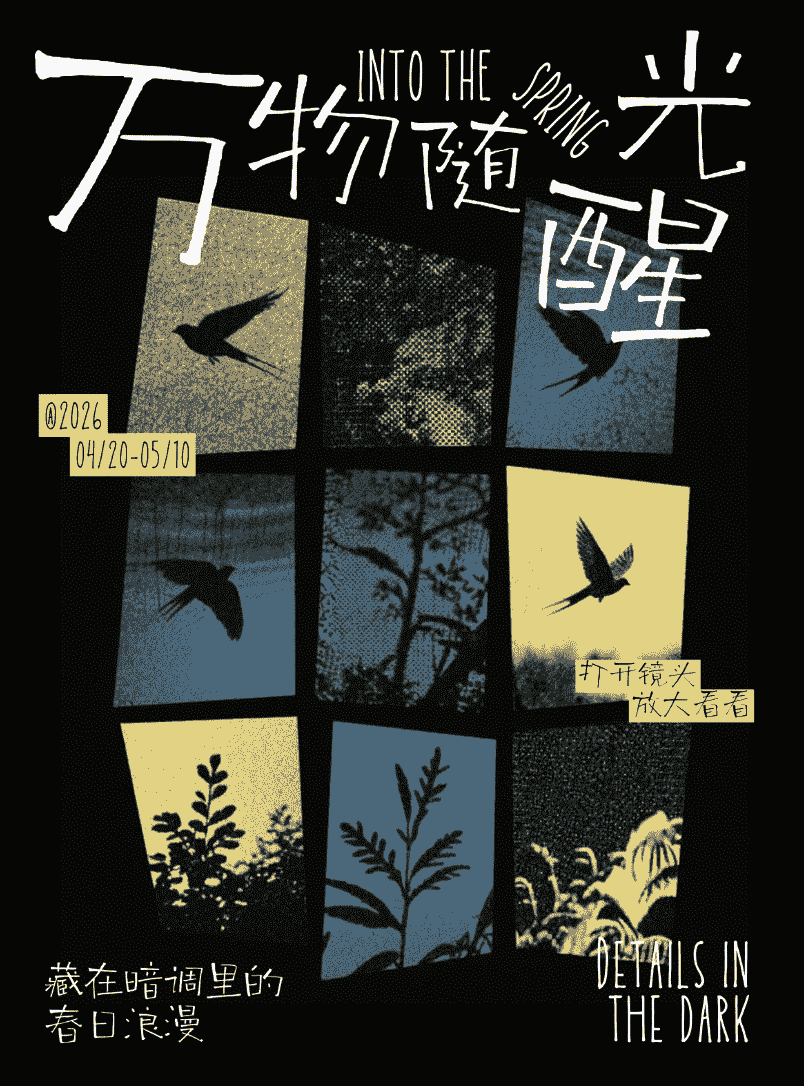 万物随光醒
INTO THE SPRING
@2026
04/20-05/10
打开镜头
放大看看
藏在暗调里的
春日浪漫
DETAILS IN
THE DARK